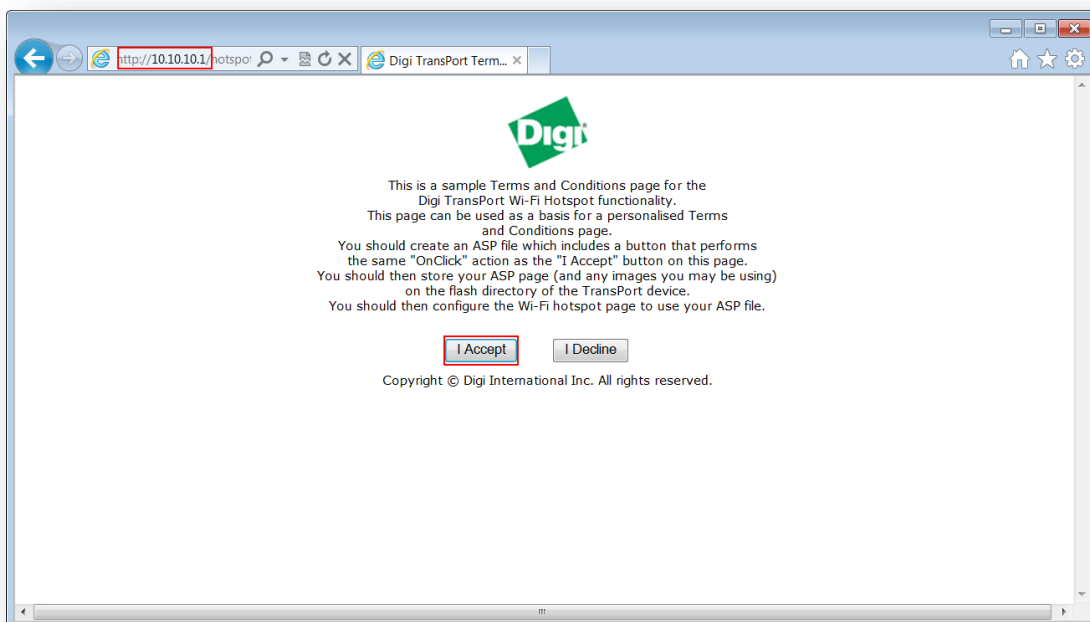 http://10.10.10.1/hotspot
Digi TransPort Term...
Digi
This is a sample Terms and Conditions page for the
Digi TransPort Wi-Fi Hotspot functionality.
This page can be used as a basis for a personalised Terms
and Conditions page.
You should create an ASP file which includes a button that performs
the same "OnClick" action as the "I Accept" button on this page.
You should then store your ASP page (and any images you may be using)
on the flash directory of the TransPort device.
You should then configure the Wi-Fi hotspot page to use your ASP file.
I Accept I Decline
Copyright © Digi International Inc. All rights reserved.